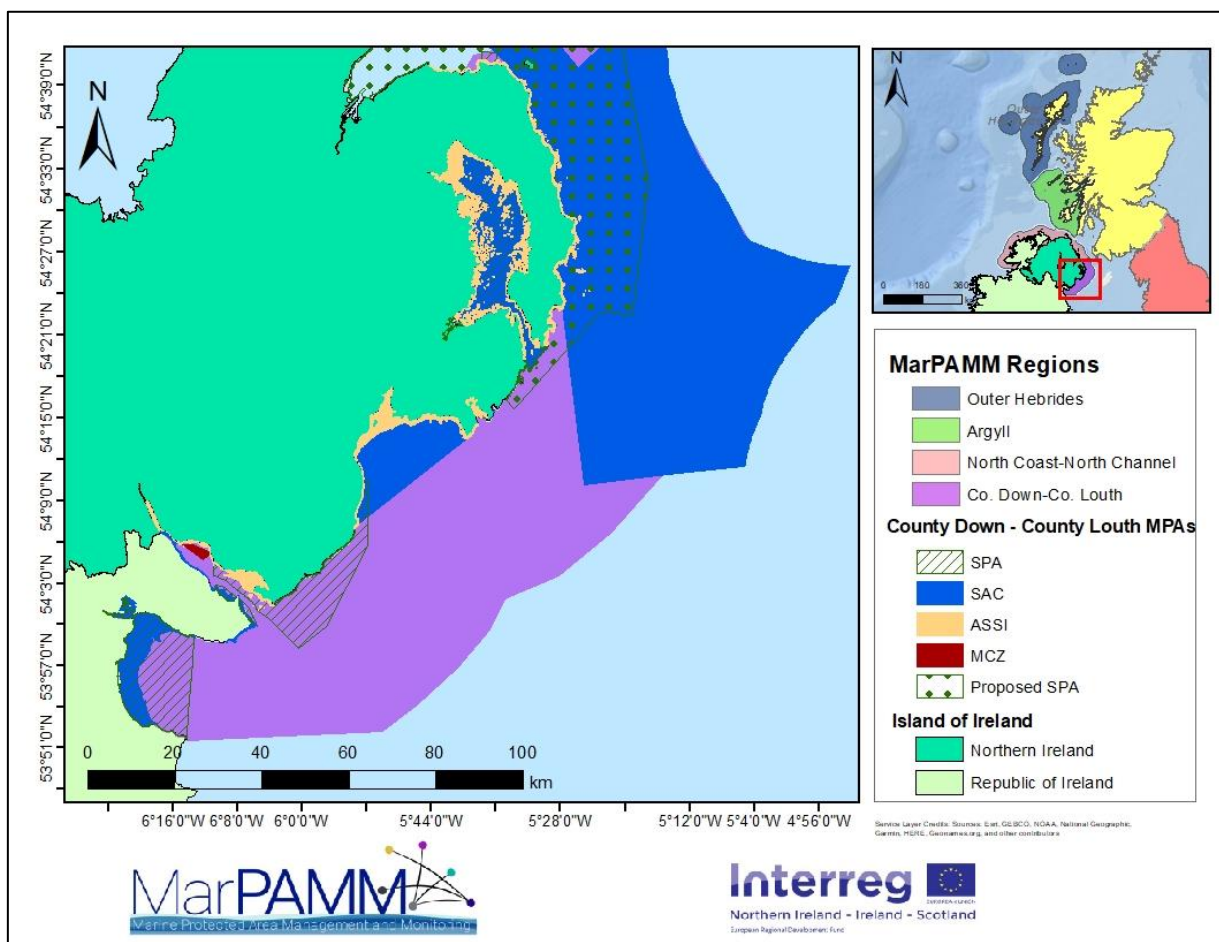 N
54°39'0"N
54°33'0"N
54°27'0"N
54°21'0"N
54°15'0"N
54°9'0"N
54°3'0"N
53°57'0"N
53°51'0"N
0 20 40 60 80 100
km
6°16'0"W 6°8'0"W 6°0'0"W 5°44'0"W 5°28'0"W 5°12'0"W 5°4'0"W 4°56'0"W
N
0 180 360
MarPAMM Regions
Outer Hebrides
Argyll
North Coast-North Channel
Co. Down-Co. Louth
County Down - County Louth MPAs
SPA
SAC
ASSI
MCZ
Proposed SPA
Island of Ireland
Northern Ireland
Republic of Ireland
Service Layer Credits: Sources: Esri, GEBCO, NOAA, National Geographic,
Garmin, HERE, Geonames.org, and other contributors
MarPAMM
Marine Protected Area Management and Monitoring
Interreg
EUROPEAN UNION
Northern Ireland - Ireland - Scotland
European Regional Development Fund